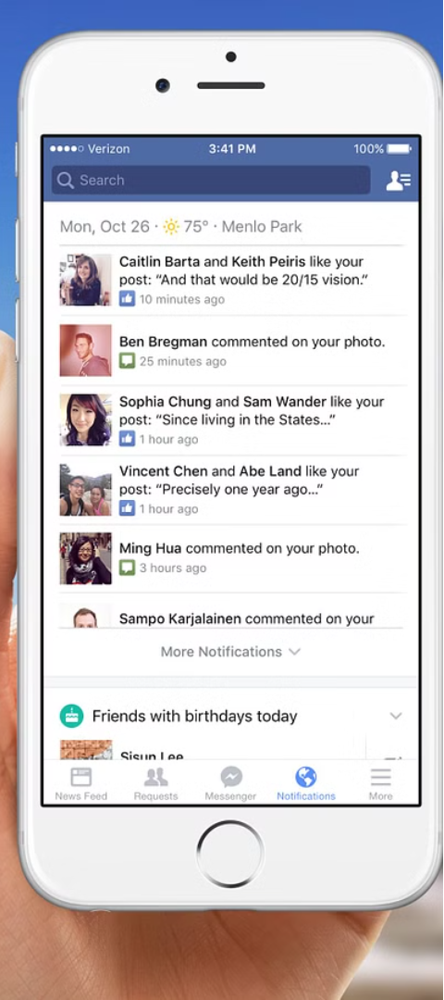 Verizon 3:41 PM 100%
Search
Mon, Oct 26 · 75° · Menlo Park
Caitlin Barta and Keith Peiris like your
post: “And that would be 20/15 vision.”
10 minutes ago
Ben Bregman commented on your photo.
25 minutes ago
Sophia Chung and Sam Wander like your
post: “Since living in the States...”
1 hour ago
Vincent Chen and Abe Land like your
post: “Precisely one year ago...”
1 hour ago
Ming Hua commented on your photo.
3 hours ago
Sampo Karjalainen commented on your
More Notifications
Friends with birthdays today
Sisun Lee
News Feed Requests Messenger Notifications More